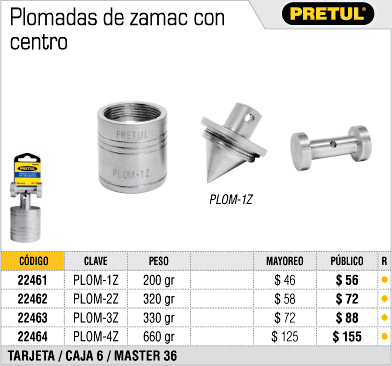 Plomadas de zamac con
centro
PRETUL®
PRETUL
PLOM-1Z
PLOM-1Z
PRETUL
CÓDIGO CLAVE PESO MAYOREO PÚBLICO R
22461 PLOM-1Z 200 gr $ 46 $ 56
22462 PLOM-2Z 320 gr $ 58 $ 72
22463 PLOM-3Z 330 gr $ 72 $ 88
22464 PLOM-4Z 660 gr $ 125 $ 155
TARJETA / CAJA 6 / MASTER 36